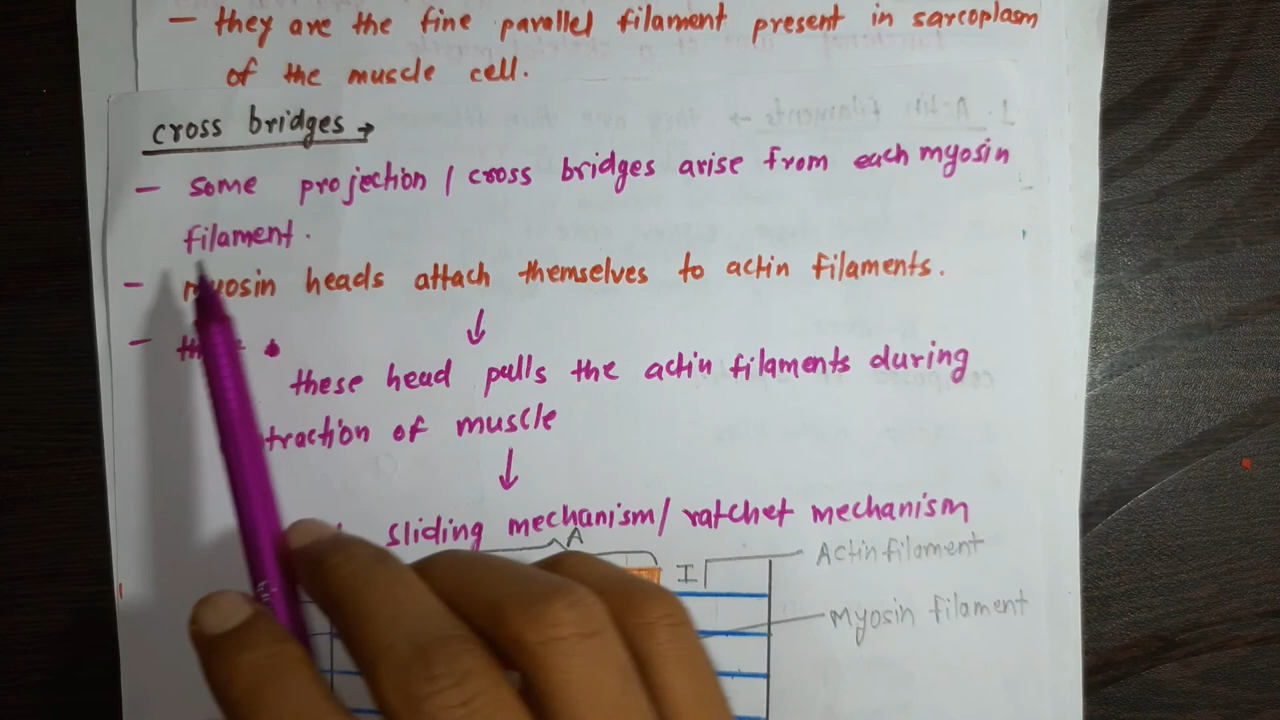 - they are the fine parallel filament present in sarcoplasm
of the muscle cell.
cross bridges →
- some projection / cross bridges arise from each myosin
filament.
- Myosin heads attach themselves to actin filaments.
↓
-
these head pulls the actin filaments during
traction of muscle
↓
sliding mechanism/ ratchet mechanism
A
I
Actin filament
Myosin filament